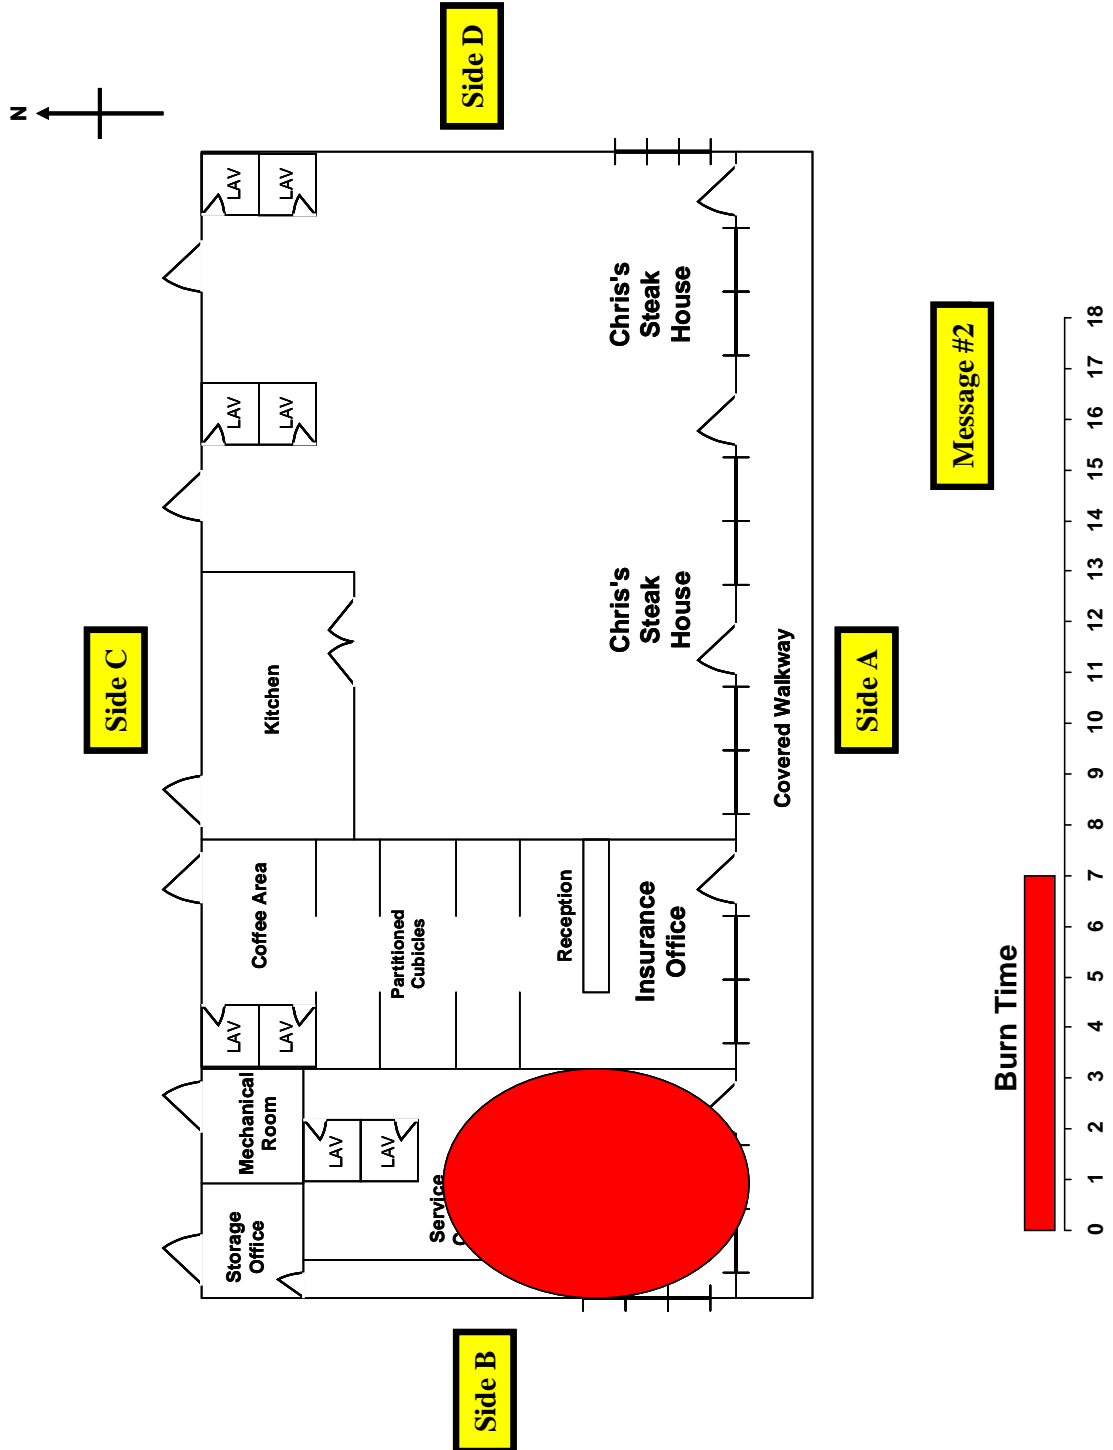 N
Side C
Storage
Office
Mechanical
Room
LAV
LAV
Coffee Area
Kitchen
LAV
LAV
LAV
LAV
LAV
LAV
Partitioned
Cubicles
Service
Side B
Side D
Reception
Insurance
Office
Chris's
Steak
House
Chris's
Steak
House
Covered Walkway
Side A
Message #2
Burn Time
0 1 2 3 4 5 6 7 8 9 10 11 12 13 14 15 16 17 18